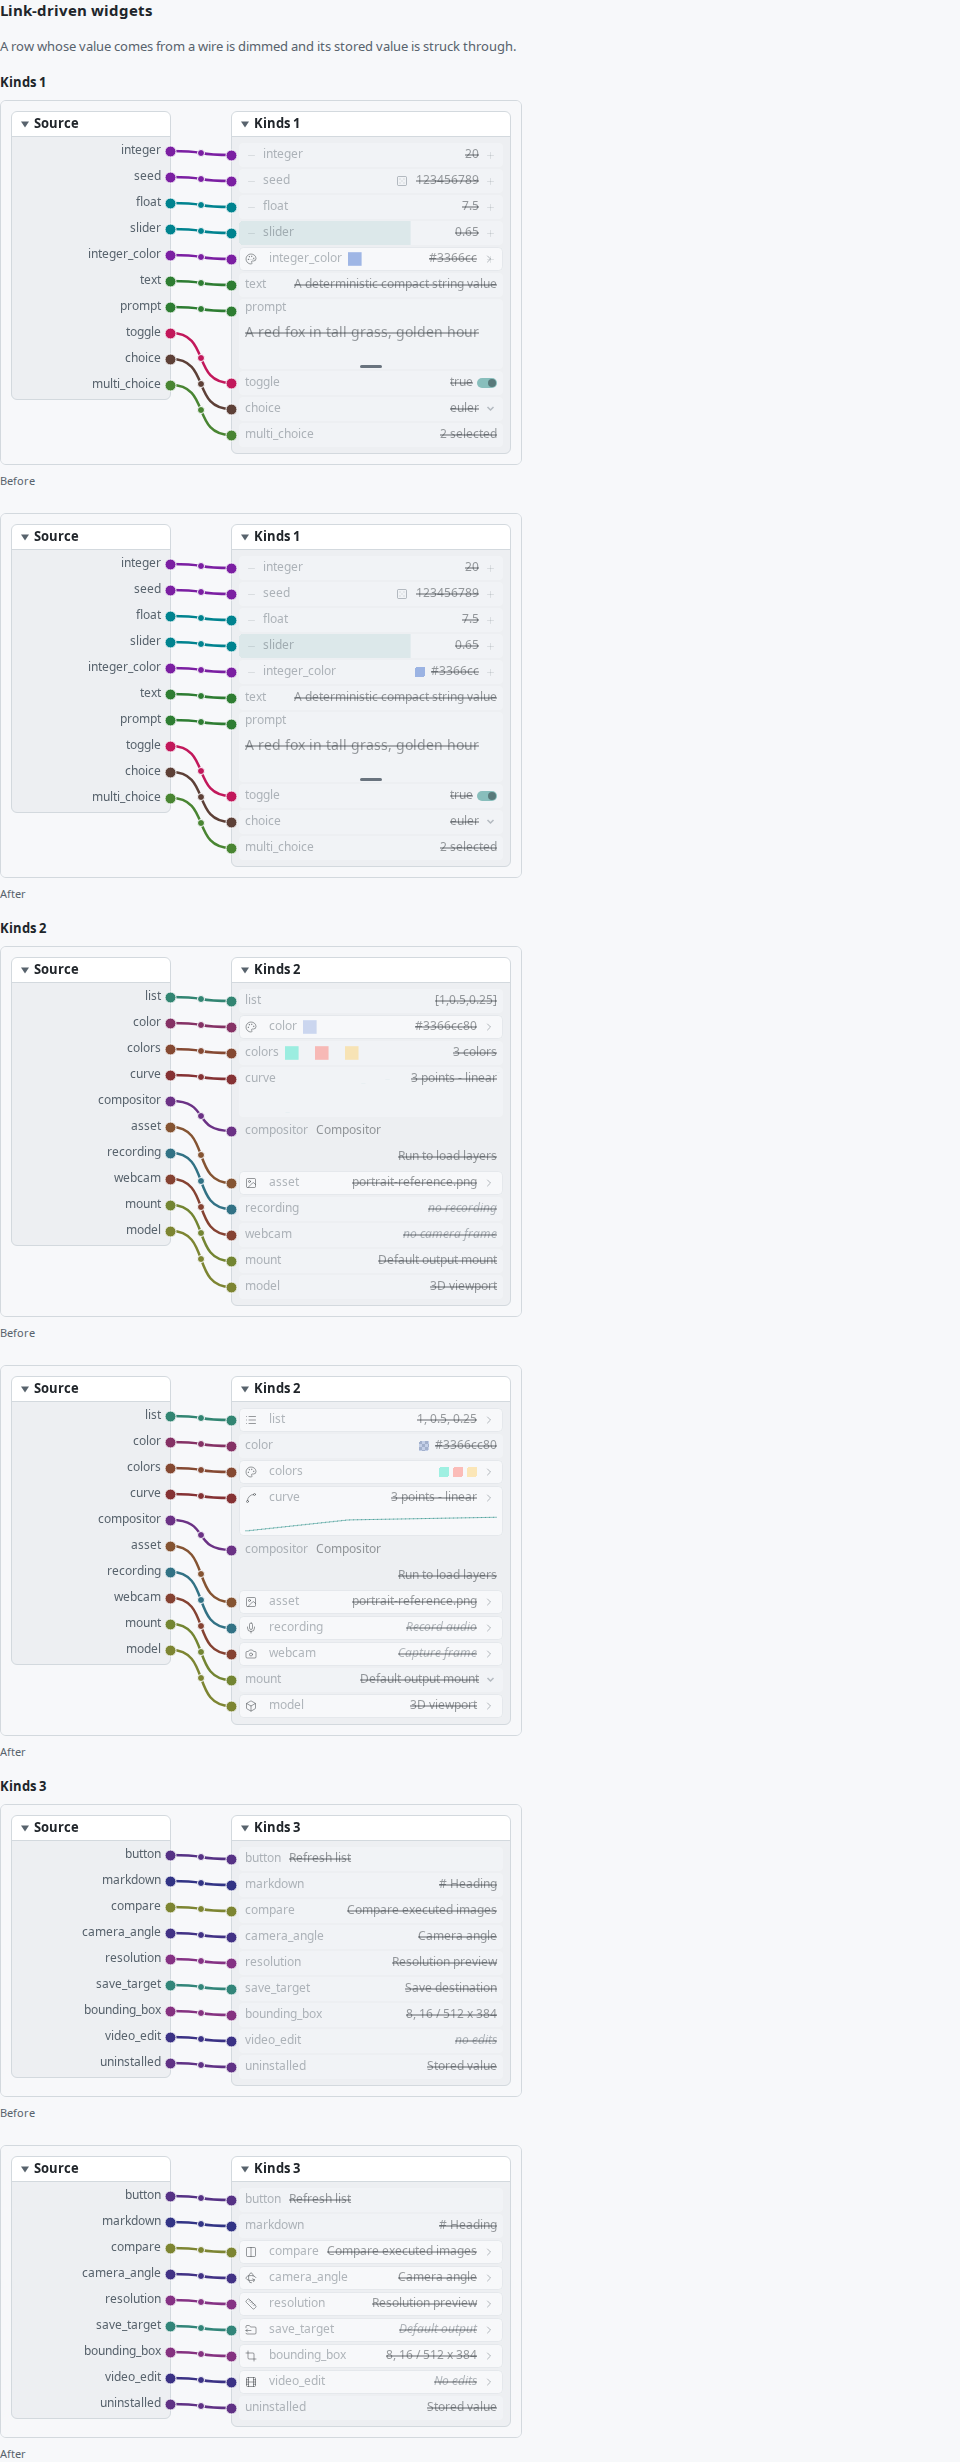 Link-driven widgets
A row whose value comes from a wire is dimmed and its stored value is struck through.
Kinds 1
Source
integer
seed
float
slider
integer_color
text
prompt
toggle
choice
multi_choice
Kinds 1
integer 20
seed 123456789
float 7.5
slider 0.65
integer_color #3366cc
text A deterministic compact string value
prompt
A red fox in tall grass, golden hour
toggle true
choice euler
multi_choice 2 selected
Before
Source
integer
seed
float
slider
integer_color
text
prompt
toggle
choice
multi_choice
Kinds 1
integer 20
seed 123456789
float 7.5
slider 0.65
integer_color #3366cc
text A deterministic compact string value
prompt
A red fox in tall grass, golden hour
toggle true
choice euler
multi_choice 2 selected
After
Kinds 2
Source
list
color
colors
curve
compositor
asset
recording
webcam
mount
model
Kinds 2
list [1,0.5,0.25]
color #3366cc80
colors 3 colors
curve 3 points - linear
compositor Compositor
Run to load layers
asset portrait-reference.png
recording no recording
webcam no camera frame
mount Default output mount
model 3D viewport
Before
Source
list
color
colors
curve
compositor
asset
recording
webcam
mount
model
Kinds 2
list 1, 0.5, 0.25
color #3366cc80
colors
curve 3 points - linear
compositor Compositor
Run to load layers
asset portrait-reference.png
recording Record audio
webcam Capture frame
mount Default output mount
model 3D viewport
After
Kinds 3
Source
button
markdown
compare
camera_angle
resolution
save_target
bounding_box
video_edit
uninstalled
Kinds 3
button Refresh list
markdown # Heading
compare Compare executed images
camera_angle Camera angle
resolution Resolution preview
save_target Save destination
bounding_box 8, 16 / 512 x 384
video_edit no edits
uninstalled Stored value
Before
Source
button
markdown
compare
camera_angle
resolution
save_target
bounding_box
video_edit
uninstalled
Kinds 3
button Refresh list
markdown # Heading
compare Compare executed images
camera_angle Camera angle
resolution Resolution preview
save_target Default output
bounding_box 8, 16 / 512 x 384
video_edit No edits
uninstalled Stored value
After